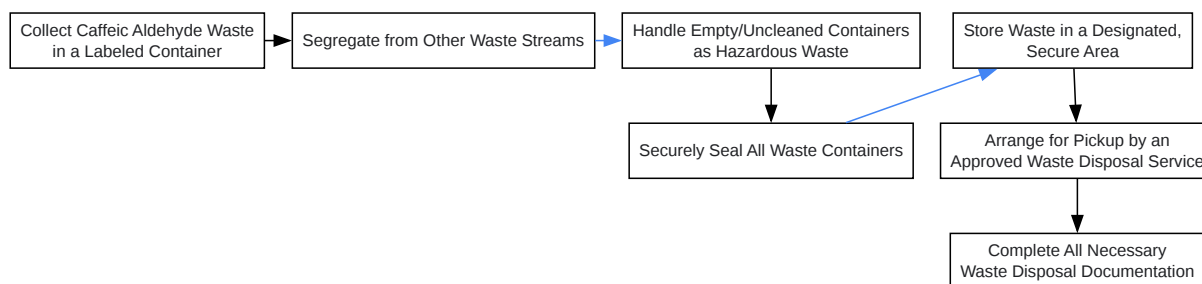 Collect Caffeic Aldehyde Waste
in a Labeled Container
Segregate from Other Waste Streams
Handle Empty/Uncleaned Containers
as Hazardous Waste
Securely Seal All Waste Containers
Store Waste in a Designated,
Secure Area
Arrange for Pickup by an
Approved Waste Disposal Service
Complete All Necessary
Waste Disposal Documentation